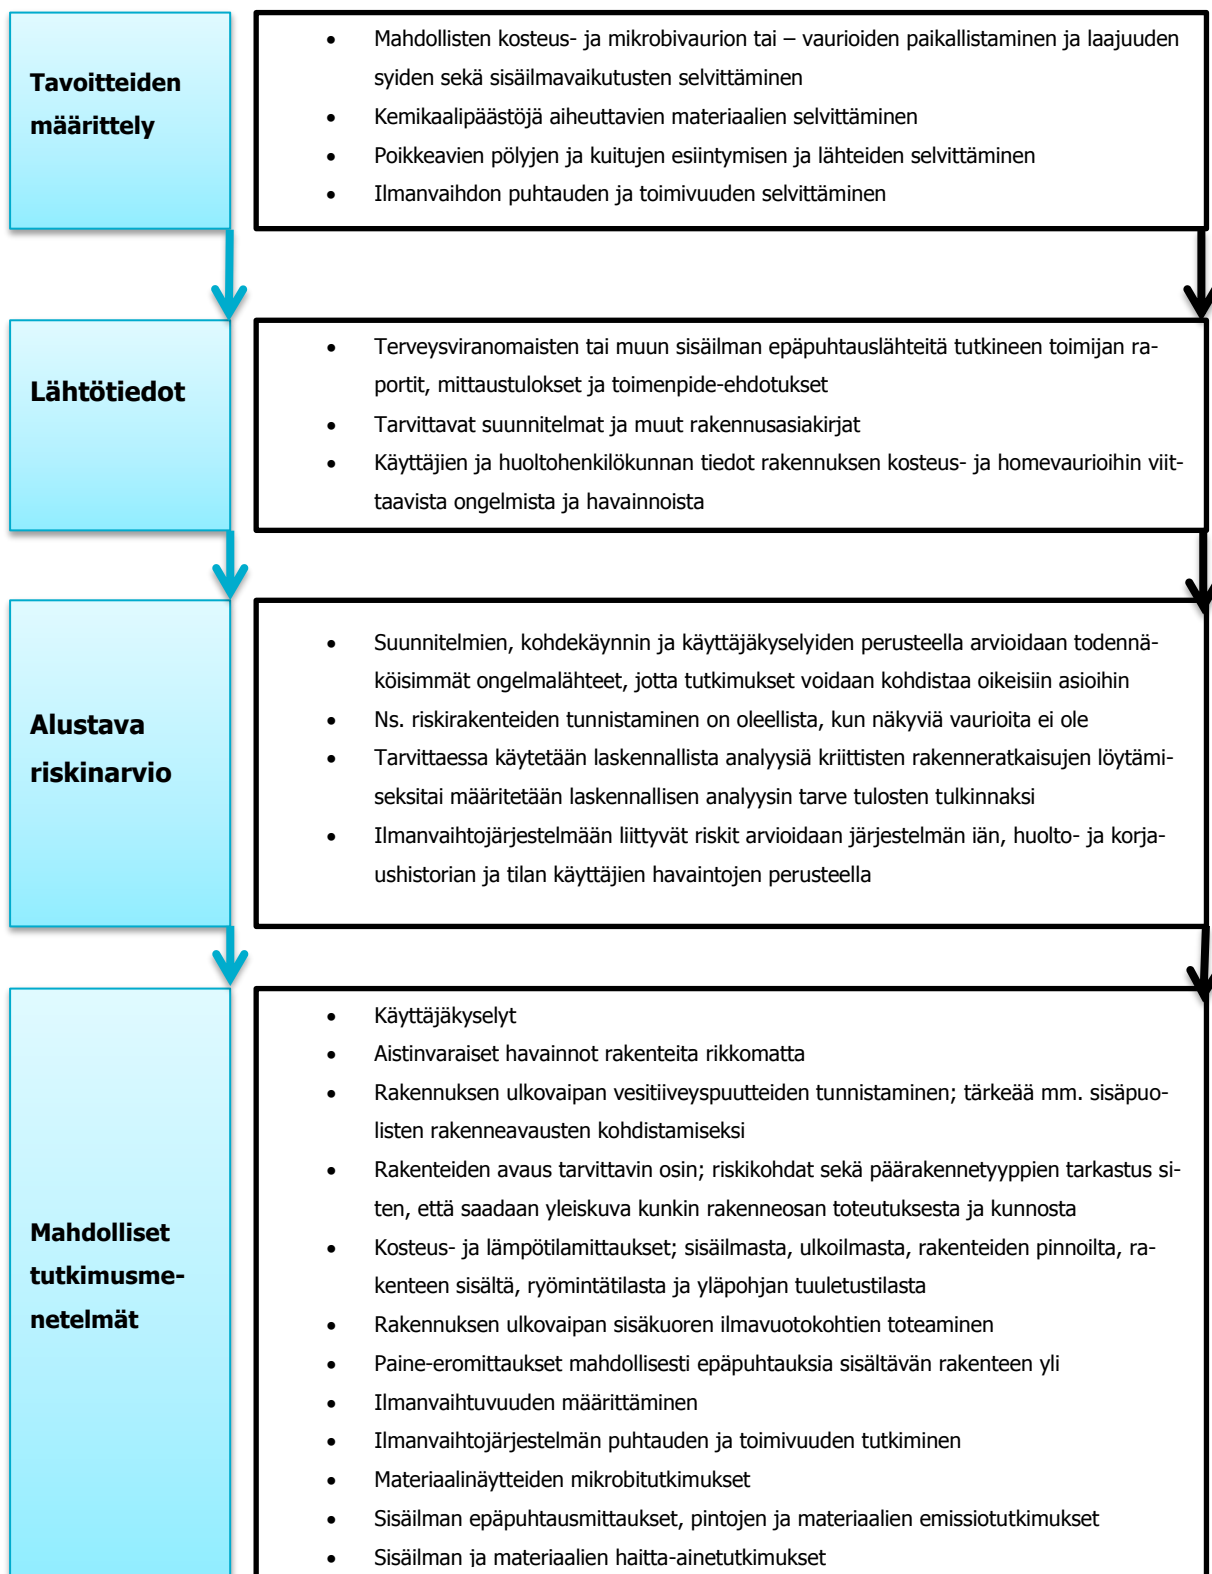 Tavoitteiden
määrittely
• Mahdollisten kosteus- ja mikrobivaurion tai – vaurioiden paikallistaminen ja laajuuden
syiden sekä sisäilmavaikutusten selvittäminen
• Kemikaalipäästöjä aiheuttavien materiaalien selvittäminen
• Poikkeavien pölyjen ja kuitujen esiintymisen ja lähteiden selvittäminen
• Ilmanvaihdon puhtauden ja toimivuuden selvittäminen
Lähtötiedot
• Terveysviranomaisten tai muun sisäilman epäpuhtauslähteitä tutkineen toimijan ra-
portit, mittaustulokset ja toimenpide-ehdotukset
• Tarvittavat suunnitelmat ja muut rakennusasiakirjat
• Käyttäjien ja huoltohenkilökunnan tiedot rakennuksen kosteus- ja homevaurioihin viit-
taavista ongelmista ja havainnoista
Alustava
riskinarvio
• Suunnitelmien, kohdekäynnin ja käyttäjäkyselyiden perusteella arvioidaan todennä-
köisimmät ongelmalähteet, jotta tutkimukset voidaan kohdistaa oikeisiin asioihin
• Ns. riskirakenteiden tunnistaminen on oleellista, kun näkyviä vaurioita ei ole
• Tarvittaessa käytetään laskennallista analyysiä kriittisten rakenneratkaisujen löytämi-
seksitai määritetään laskennallisen analyysin tarve tulosten tulkinnaksi
• Ilmanvaihtojärjestelmään liittyvät riskit arvioidaan järjestelmän iän, huolto- ja korja-
ushistorian ja tilan käyttäjien havaintojen perusteella
Mahdolliset
tutkimusme-
netelmät
• Käyttäjäkyselyt
• Aistinvaraiset havainnot rakenteita rikkomatta
• Rakennuksen ulkovaipan vesitiiveyspuutteiden tunnistaminen; tärkeää mm. sisäpuo-
listen rakenneavausten kohdistamiseksi
• Rakenteiden avaus tarvittavin osin; riskikohdat sekä päärakennetyyppien tarkastus si-
ten, että saadaan yleiskuva kunkin rakenneosan toteutuksesta ja kunnosta
• Kosteus- ja lämpötilamittaukset; sisäilmasta, ulkoilmasta, rakenteiden pinnoilta, ra-
kenteen sisältä, ryömintätilasta ja yläpohjan tuuletustilasta
• Rakennuksen ulkovaipan sisäkuoren ilmavuotokohtien toteaminen
• Paine-eromittaukset mahdollisesti epäpuhtauksia sisältävän rakenteen yli
• Ilmanvaihtuvuuden määrittäminen
• Ilmanvaihtojärjestelmän puhtauden ja toimivuuden tutkiminen
• Materiaalinäytteiden mikrobitutkimukset
• Sisäilman epäpuhtausmittaukset, pintojen ja materiaalien emissiotutkimukset
• Sisäilman ja materiaalien haitta-ainetutkimukset